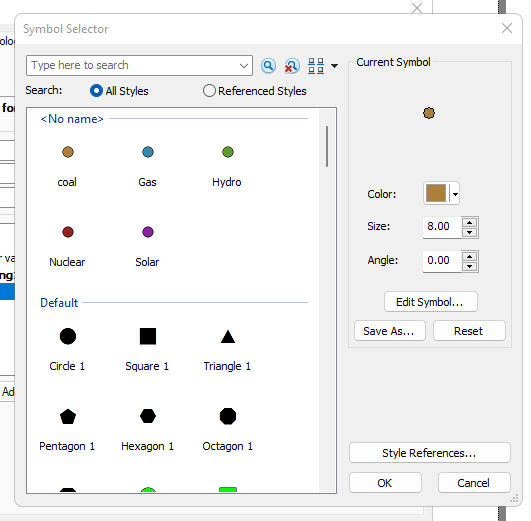 Symbol Selector
Type here to search
Search:
All Styles
Referenced Styles
<No name>
coal
Gas
Hydro
Nuclear
Solar
Default
Circle 1
Square 1
Triangle 1
Pentagon 1
Hexagon 1
Octagon 1
Current Symbol
Color:
Size:
8.00
Angle:
0.00
Edit Symbol...
Save As...
Reset
Style References...
OK
Cancel
Ad